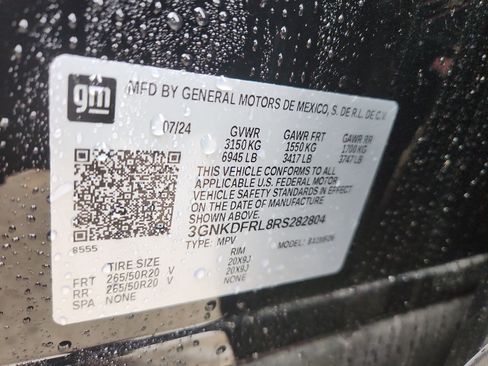 gm
MFD BY GENERAL MOTORS DE MEXICO, S. DE R.L. DE C.V.
07/24 GVWR GAWR FRT GAWR RR
3150 KG 1550 KG 1700 KG
6945 LB 3417 LB 3747 LB
THIS VEHICLE CONFORMS TO ALL
APPLICABLE U.S. FEDERAL MOTOR
VEHICLE SAFETY STANDARDS IN EFFECT
ON THE DATE OF MANUFACTURE SHOWN ABOVE.
3GNKDFRL8RS282804
TYPE: MPV MODEL:
8555
TIRE SIZE RIM
FRT 265/50R20 V 20X9J
RR 265/50R20 V 20X9J
SPA NONE NONE